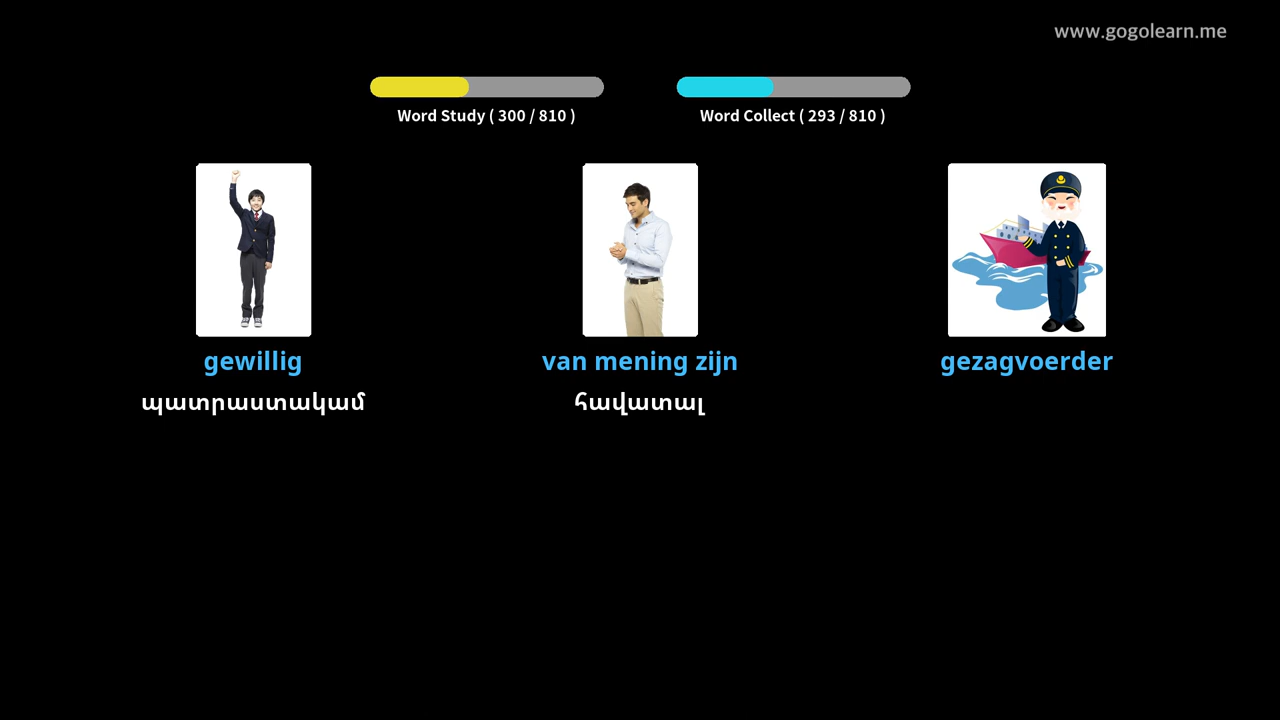 www.gogolearn.me
Word Study ( 300 / 810 )
Word Collect ( 293 / 810 )
gewillig
van mening zijn
gezagvoerder
պատրաստակամ
հավատալ